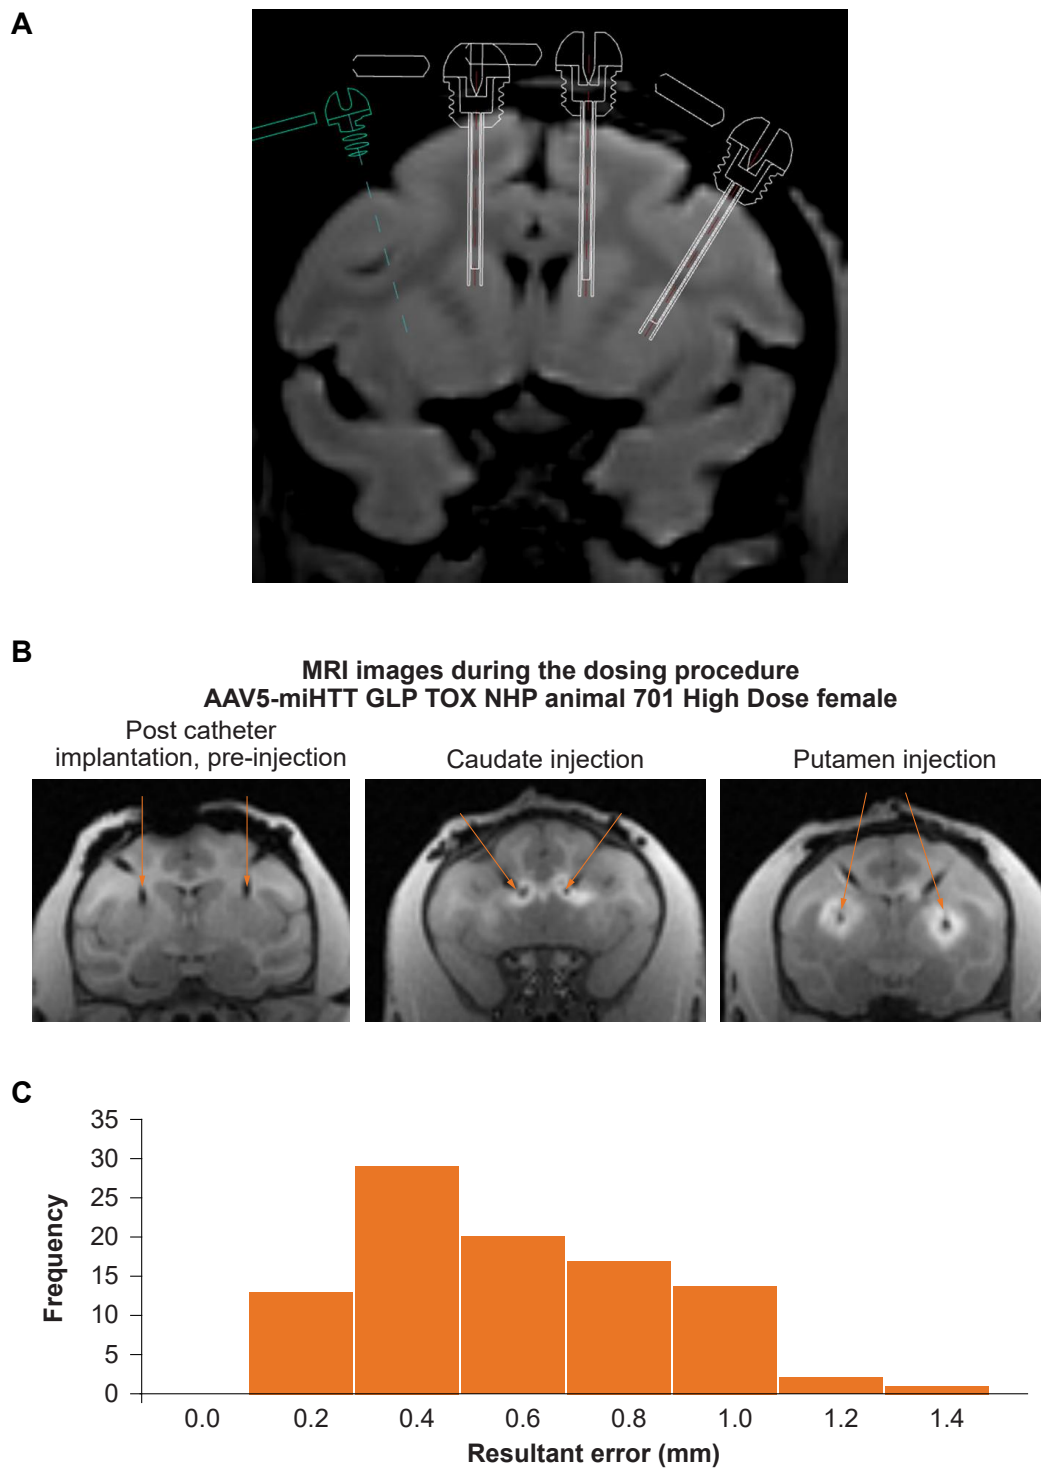 A
B
MRI images during the dosing procedure
AAV5-miHTT GLP TOX NHP animal 701 High Dose female
Post catheter
implantation, pre-injection
Caudate injection
Putamen injection
C
35
30
25
20
15
10
5
0
Frequency
0.0 0.2 0.4 0.6 0.8 1.0 1.2 1.4
Resultant error (mm)